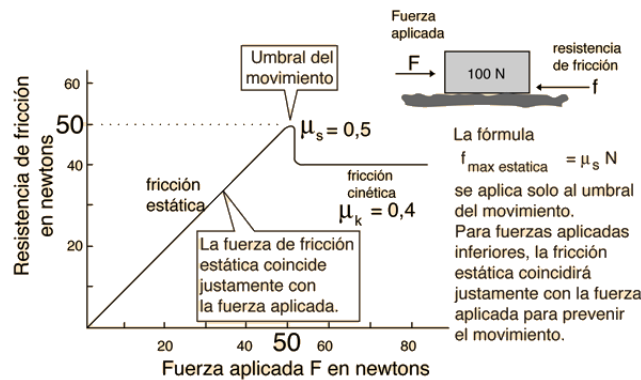 Fuerza
aplicada
F
100 N
resistencia
de fricción
f
Umbral del
movimiento
Resistencia de fricción
en newtons
60
50
40
20
μs = 0,5
fricción
estática
fricción
cinética
μk = 0,4
La fuerza de fricción
estática coincide
justamente con
la fuerza aplicada.
20
40
50
60
80
Fuerza aplicada F en newtons
La fórmula
f max estatica = μs N
se aplica solo al umbral
del movimiento.
Para fuerzas aplicadas
inferiores, la fricción
estática coincidirá
justamente con la fuerza
aplicada para prevenir
el movimiento.